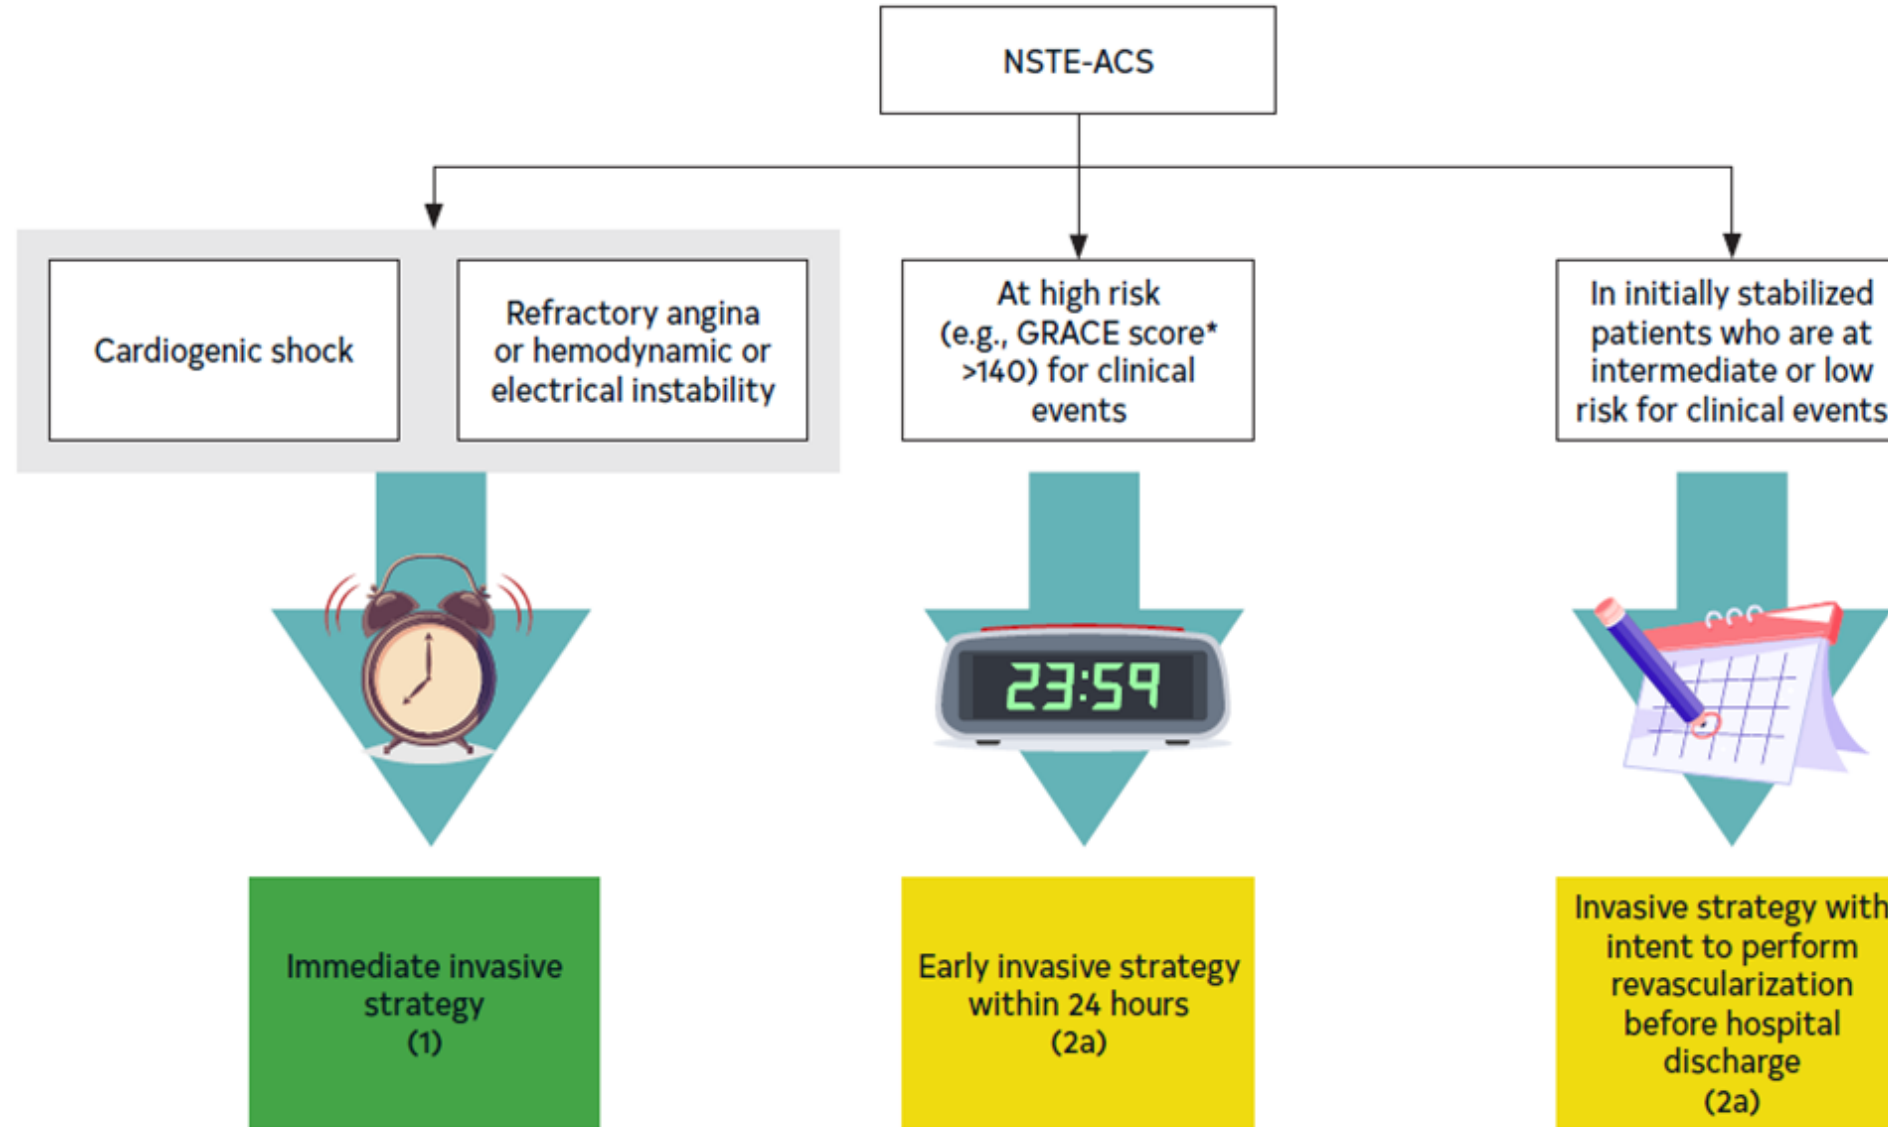 NSTE-ACS
Cardiogenic shock
Refractory angina
or hemodynamic or
electrical instability
At high risk
(e.g., GRACE score*
>140) for clinical
events
In initially stabilized
patients who are at
intermediate or low
risk for clinical events
23:59
Immediate invasive
strategy
(1)
Early invasive strategy
within 24 hours
(2a)
Invasive strategy with
intent to perform
revascularization
before hospital
discharge
(2a)